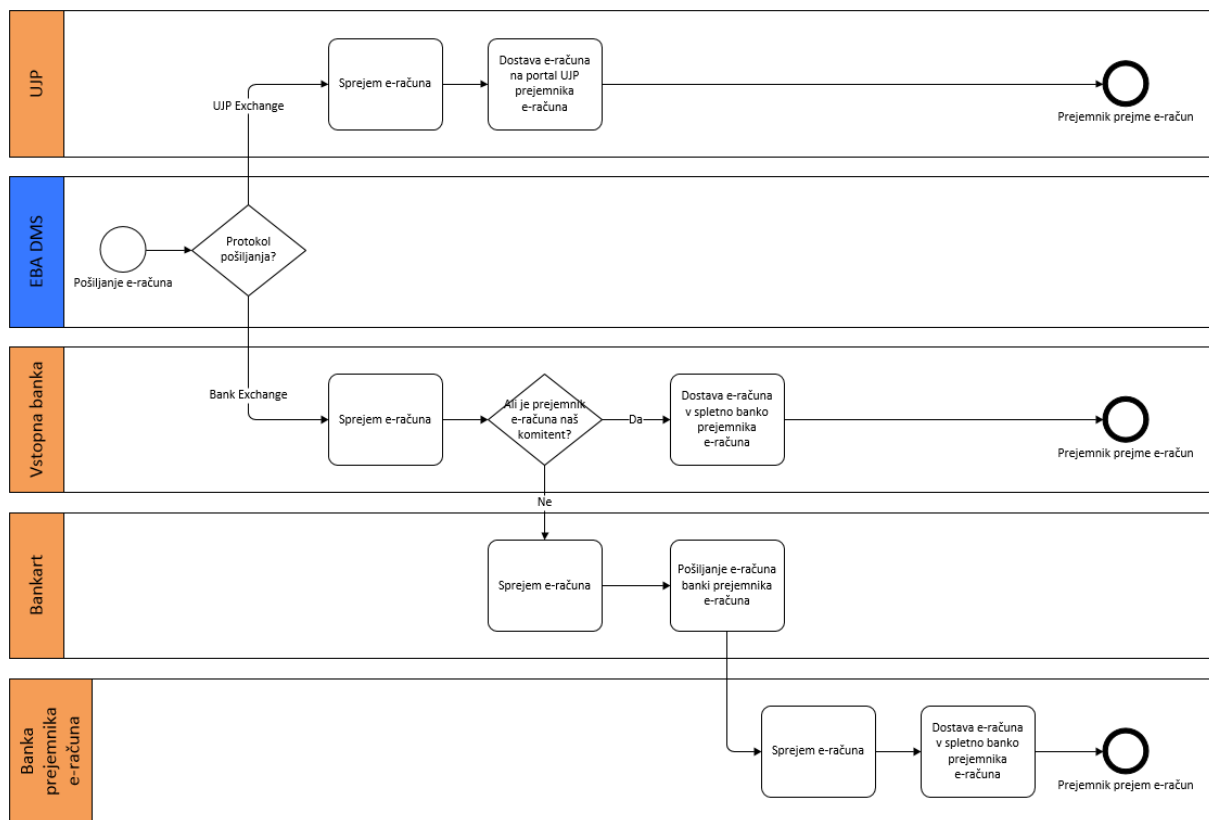 UJP
UJP Exchange
Sprejem e-računa
Dostava e-računa
na portal UJP
prejemnika
e-računa
Prejemnik prejme e-račun
EBA DMS
Pošiljanje e-računa
Protokol
pošiljanja?
Vstopna banka
Bank Exchange
Sprejem e-računa
Ali je prejemnik
e-računa naš
komitent?
Da
Dostava e-računa
v spletno banko
prejemnika
e-računa
Prejemnik prejme e-račun
Ne
Bankart
Sprejem e-računa
Pošiljanje e-računa
banki prejemnika
e-računa
Banka
prejemnika
e-računa
Sprejem e-računa
Dostava e-računa
v spletno banko
prejemnika
e-računa
Prejemnik prejem e-račun